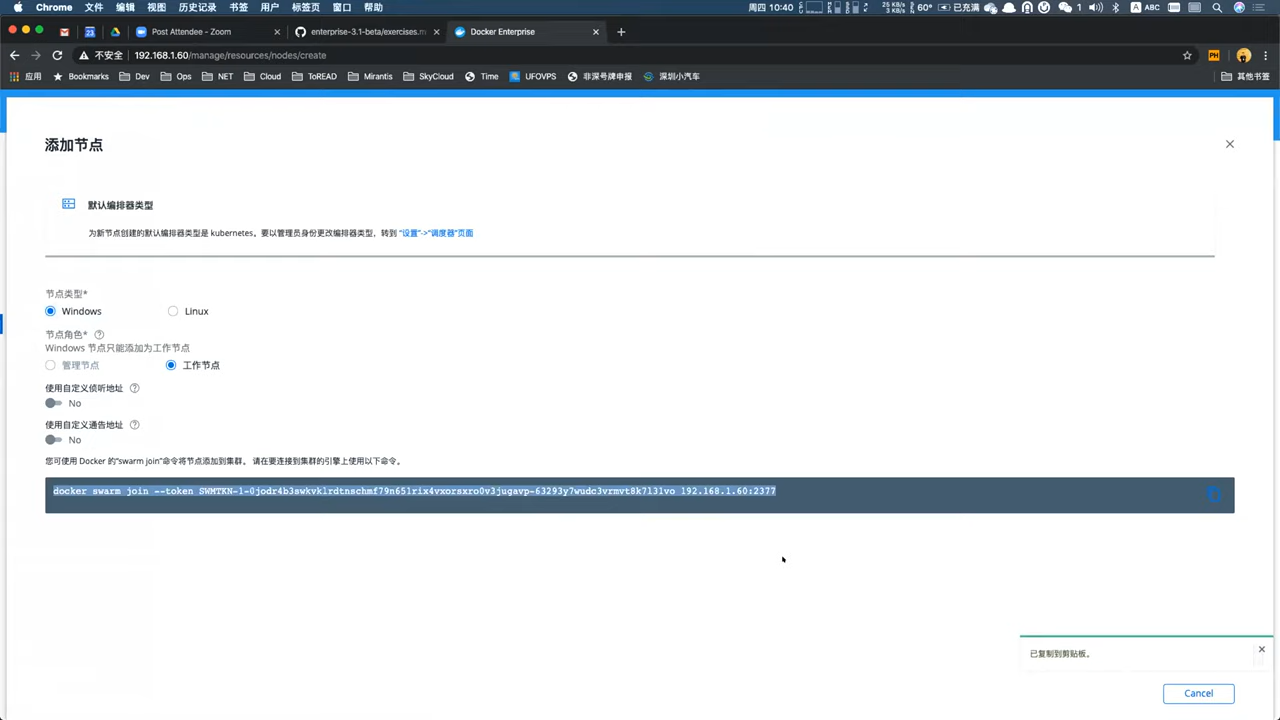 Chrome 文件 编辑 视图 历史记录 书签 用户 标签页 窗口 帮助
周四 10:40
25 KB/s
60° 已充满 1 ABC
Post Attendee - Zoom
enterprise-3.1-beta/exercises.m
Docker Enterprise
不安全 192.168.1.60/manage/resources/nodes/create
应用 Bookmarks Dev Ops NET Cloud ToREAD Mirantis SkyCloud Time UFOVPS 非深号牌申报 深圳小汽车 其他书签
添加节点
默认编排器类型
为新节点创建的默认编排器类型是 kubernetes。要以管理员身份更改编排器类型，转到 "设置"->"调度器"页面
节点类型*
Windows Linux
节点角色*
Windows 节点只能添加为工作节点
管理节点 工作节点
使用自定义侦听地址
No
使用自定义通告地址
No
您可使用 Docker 的“swarm join”命令将节点添加到集群。 请在要连接到集群的引擎上使用以下命令。
docker swarm join --token SWMTKN-1-0jodr4b3swkvklrdtnschmf79n65lrix4vxorsxro0v3jugavp-63293y7wudc3vrmvt8k7l31vo 192.168.1.60:2377
已复制到剪贴板。
Cancel